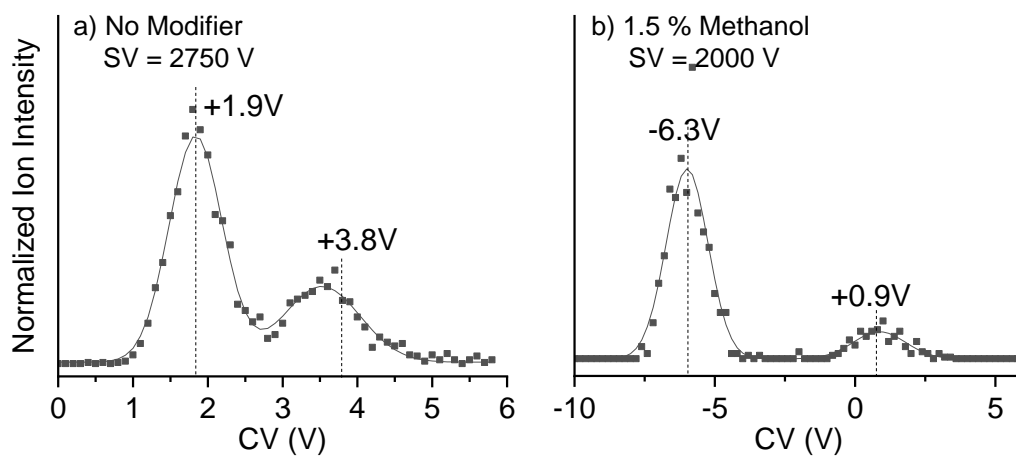 a) No Modifier
SV = 2750 V
+1.9V
+3.8V
Normalized Ion Intensity
0 1 2 3 4 5 6
CV (V)
b) 1.5 % Methanol
SV = 2000 V
-6.3V
+0.9V
-10 -5 0 5
CV (V)